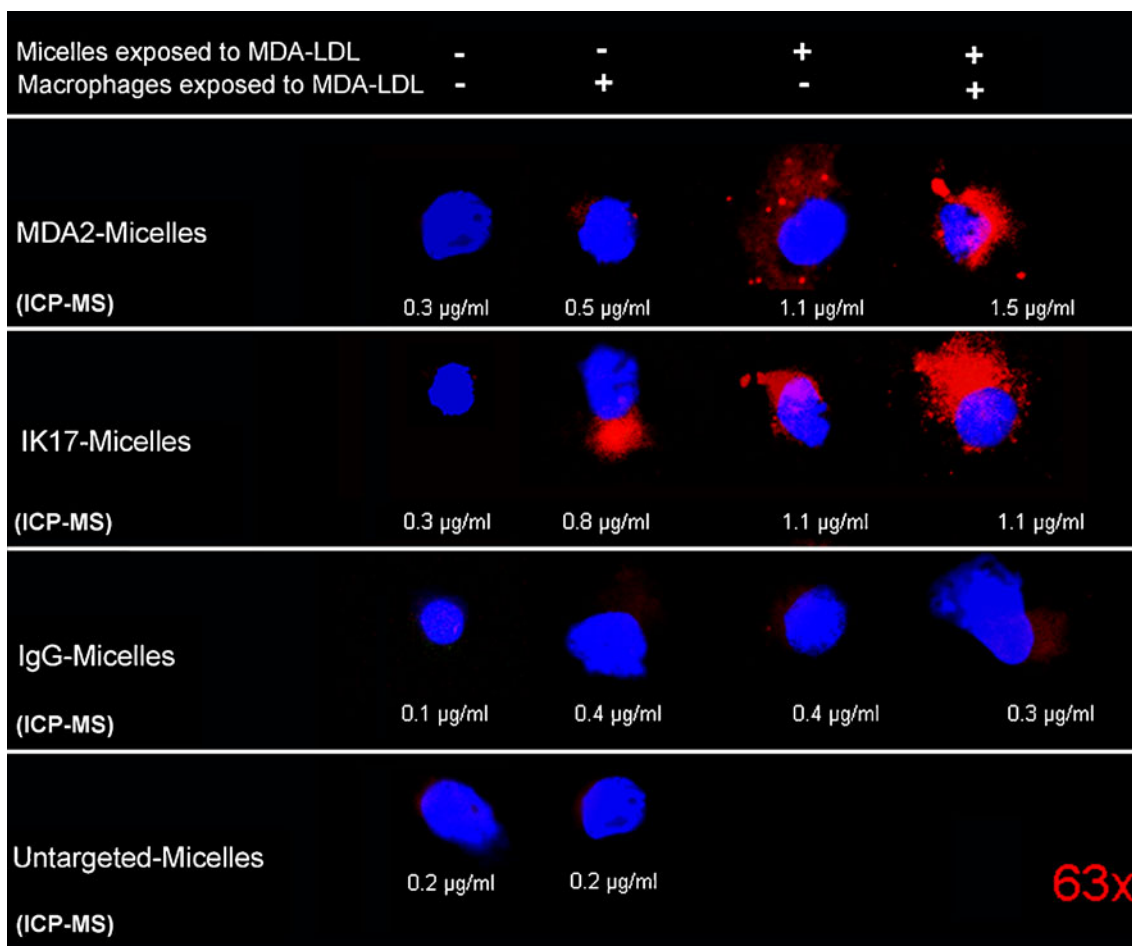 Micelles exposed to MDA-LDL - - + +
Macrophages exposed to MDA-LDL - + - +
MDA2-Micelles
(ICP-MS) 0.3 µg/ml 0.5 µg/ml 1.1 µg/ml 1.5 µg/ml
IK17-Micelles
(ICP-MS) 0.3 µg/ml 0.8 µg/ml 1.1 µg/ml 1.1 µg/ml
IgG-Micelles
(ICP-MS) 0.1 µg/ml 0.4 µg/ml 0.4 µg/ml 0.3 µg/ml
Untargeted-Micelles
0.2 µg/ml 0.2 µg/ml 63x
(ICP-MS)